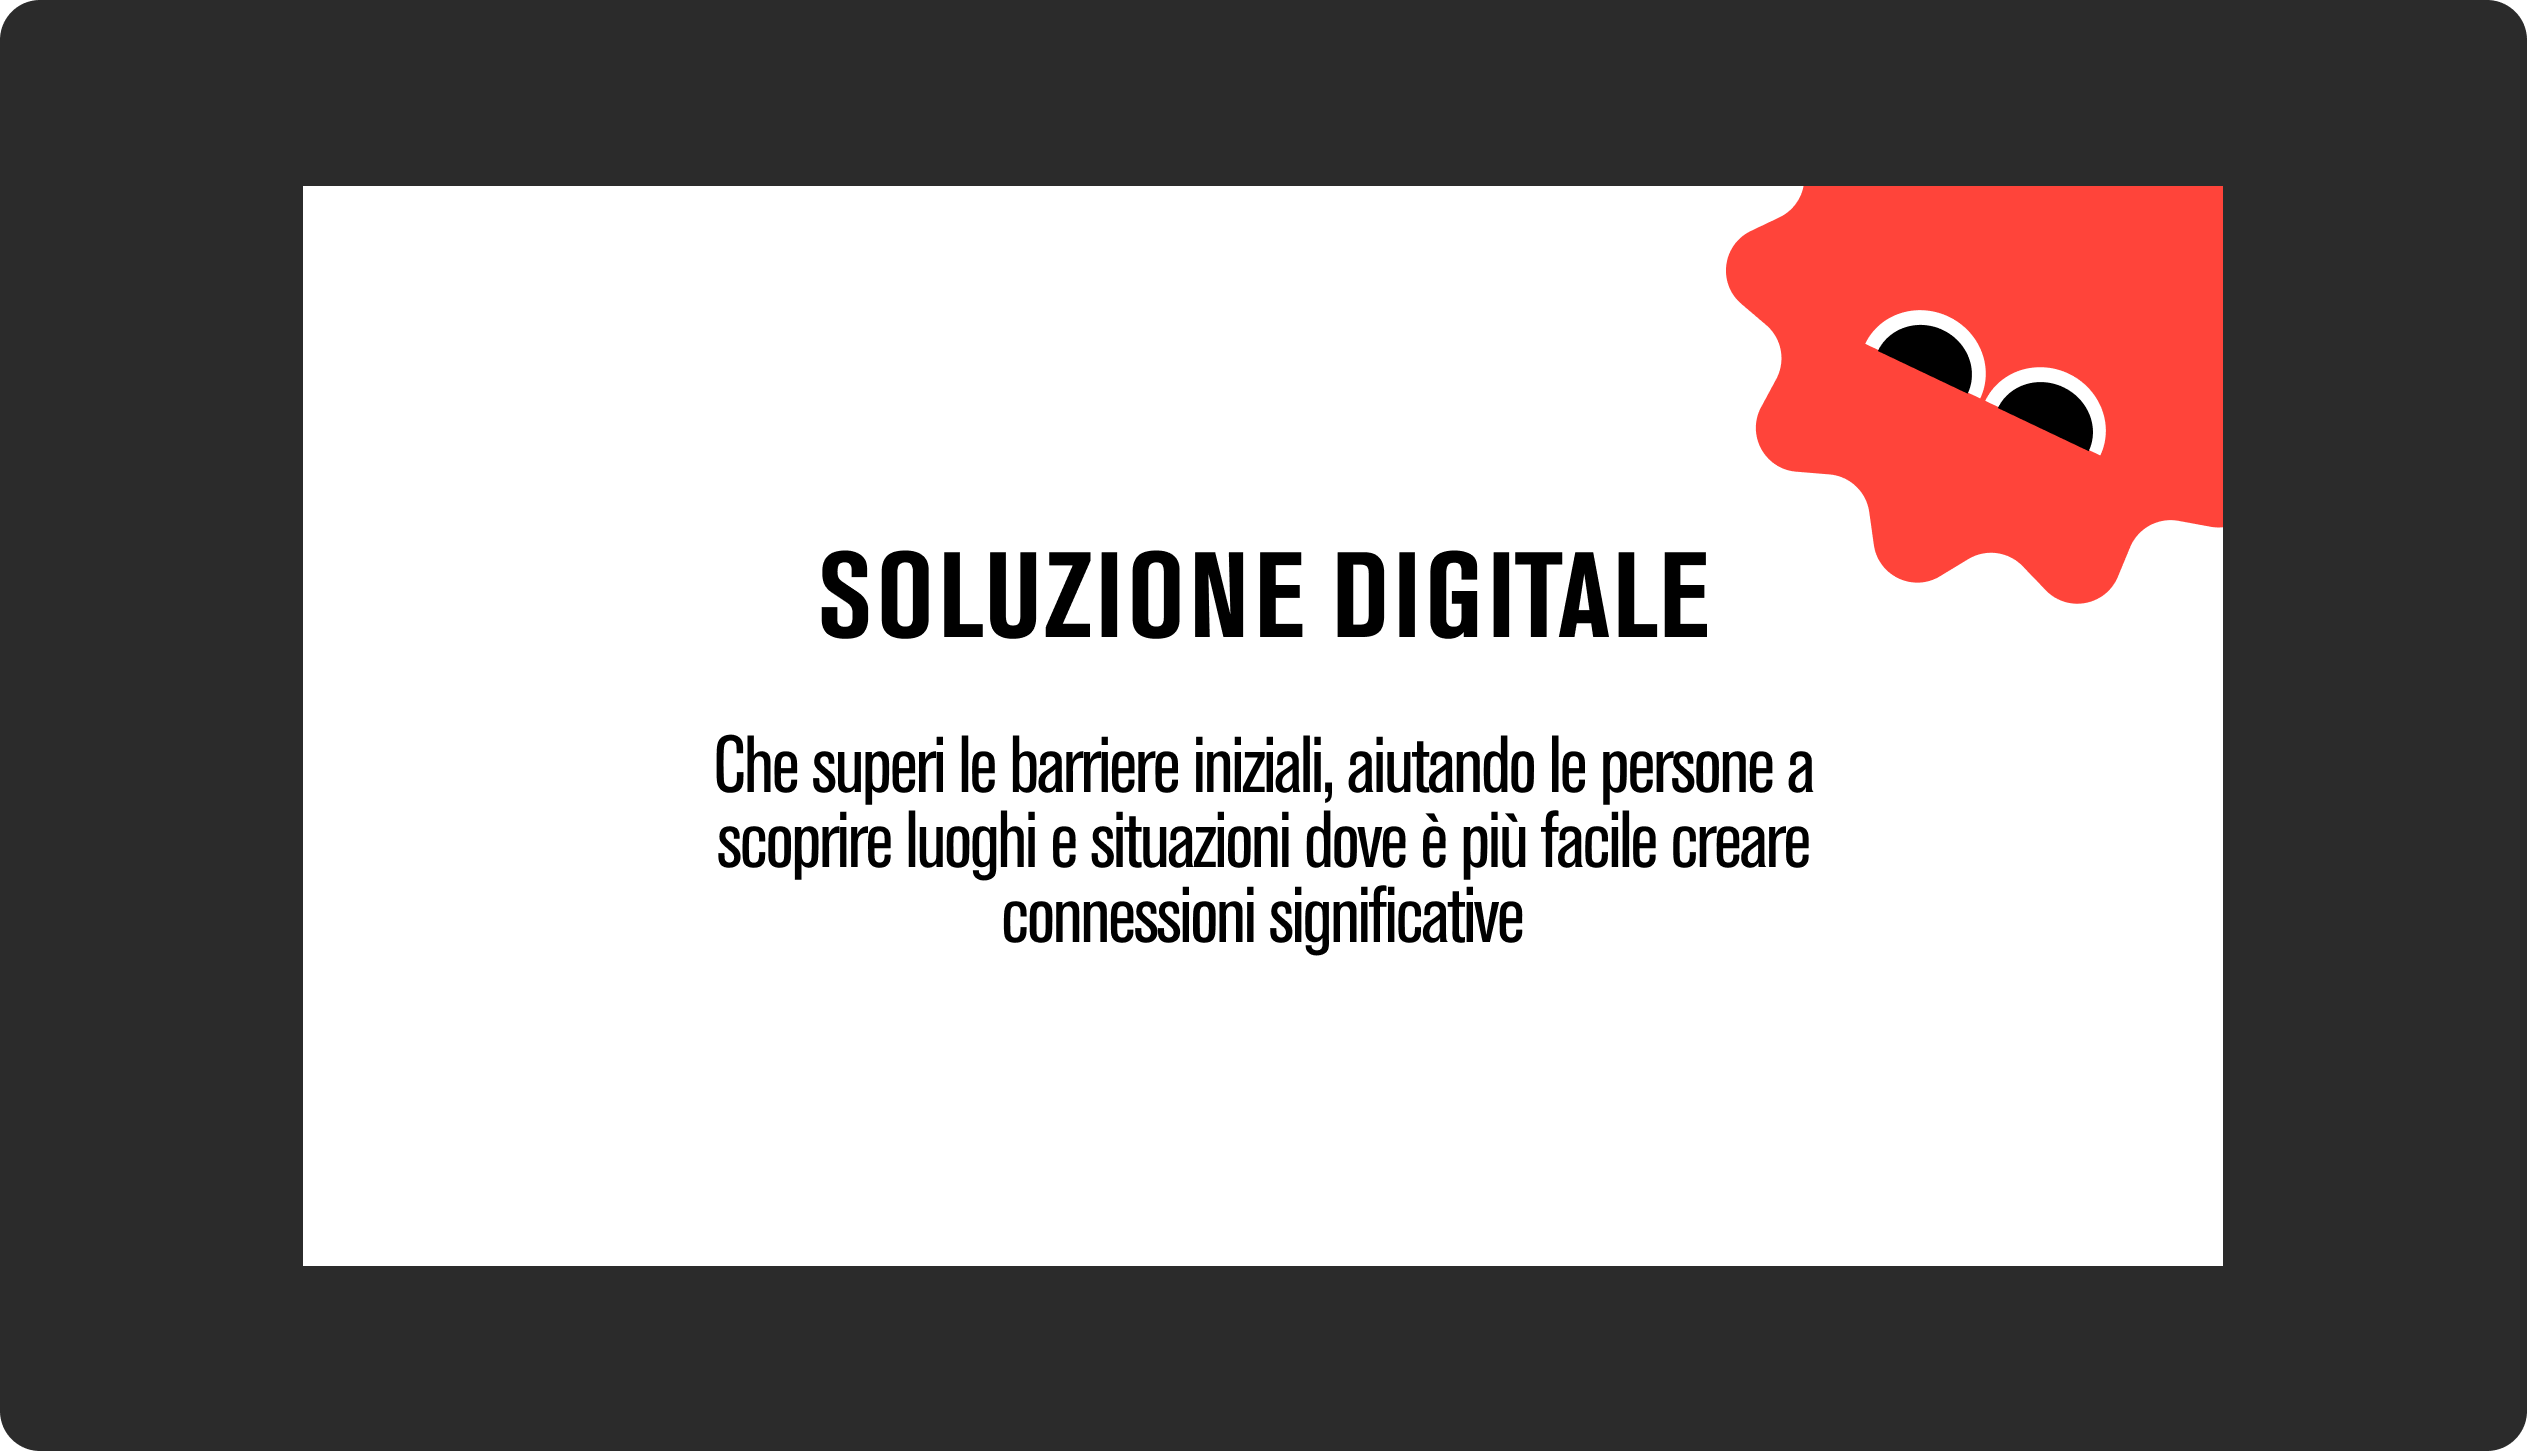 SOLUZIONE DIGITALE
Che superi le barriere iniziali, aiutando le persone a
scoprire luoghi e situazioni dove è più facile creare
connessioni significative